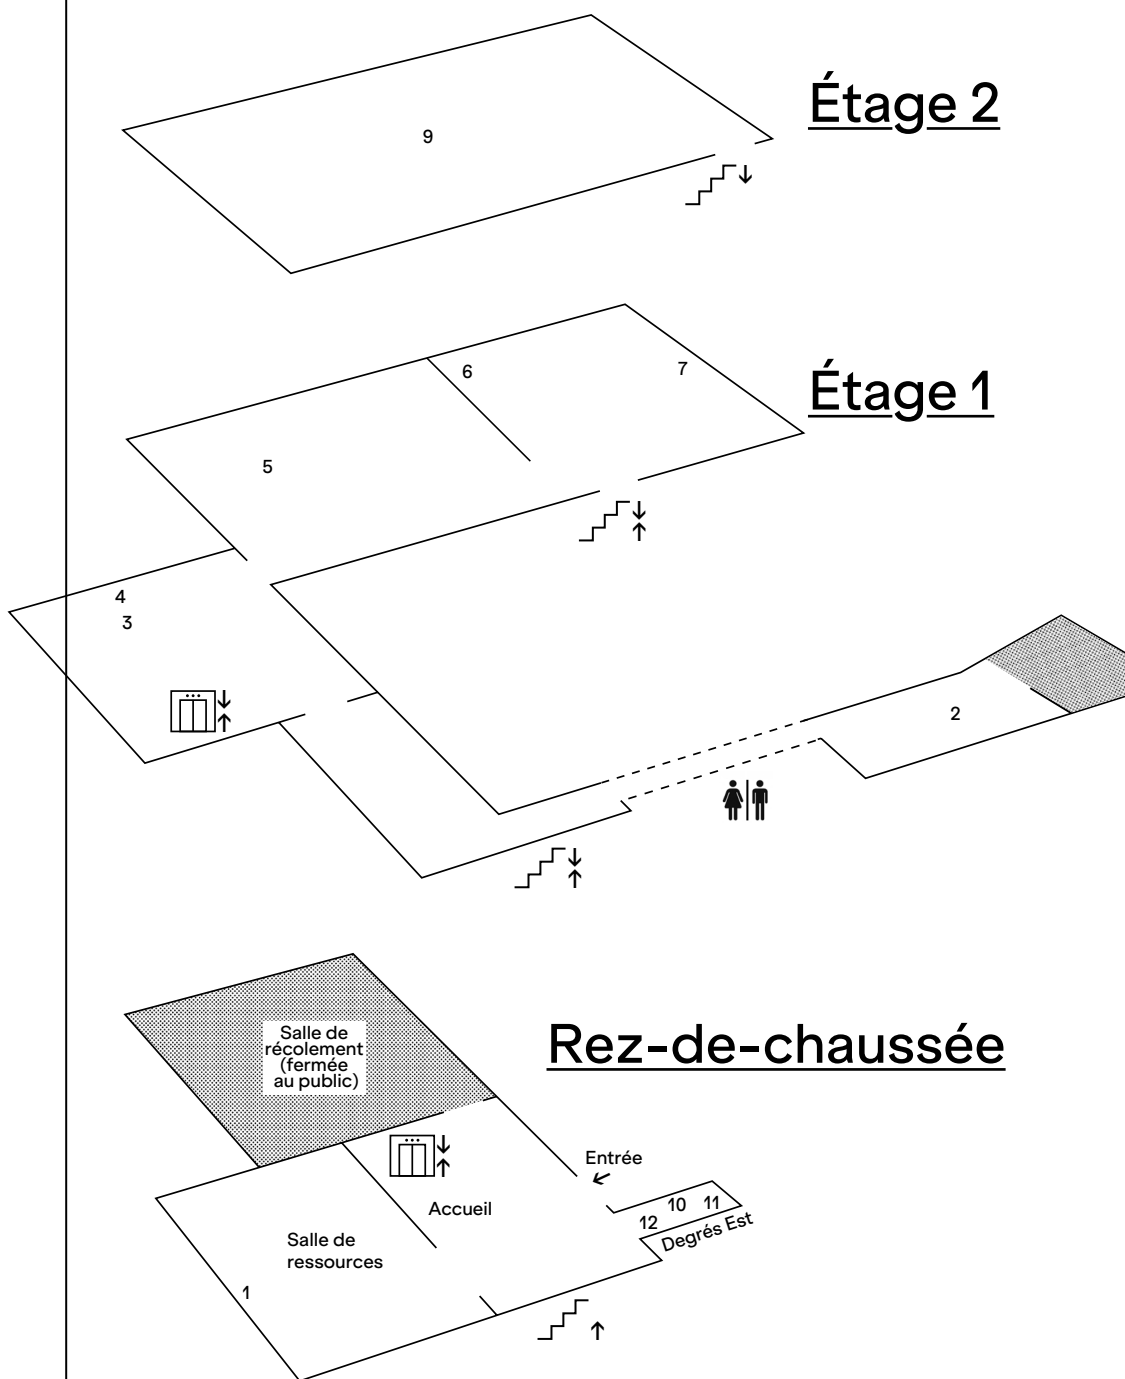 Étage 2
9
Étage 1
6
7
5
4
3
2
Rez-de-chaussée
Salle de
récolement
(fermée
au public)
Entrée
Accueil
10
11
12
Degrés Est
Salle de
ressources
1